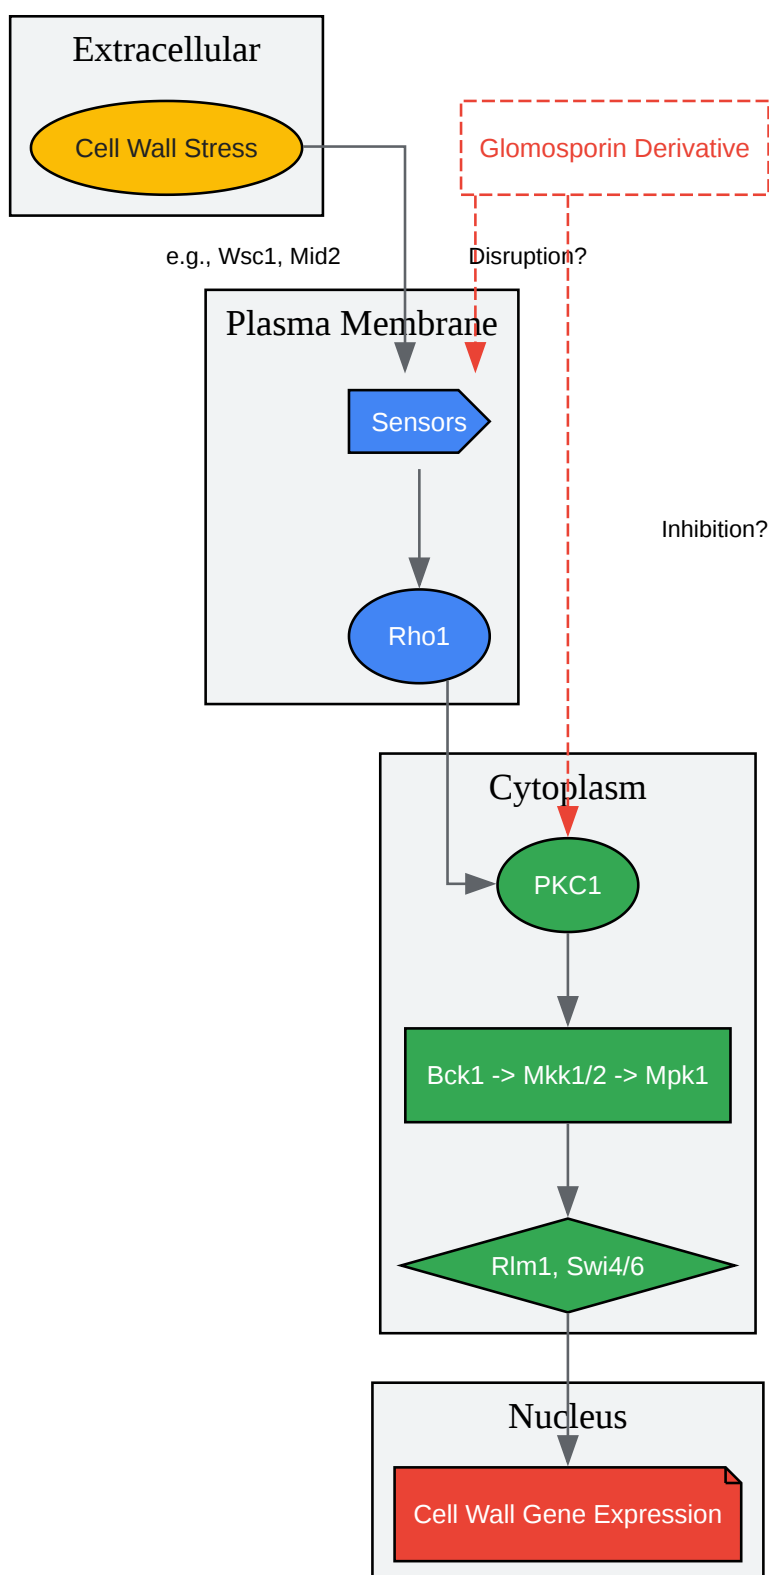 Extracellular
Cell Wall Stress
Glomosporin Derivative
e.g., Wsc1, Mid2
Disruption?
Plasma Membrane
Sensors
Inhibition?
Rho1
Cytoplasm
PKC1
Bck1 -> Mkk1/2 -> Mpk1
Rlm1, Swi4/6
Nucleus
Cell Wall Gene Expression